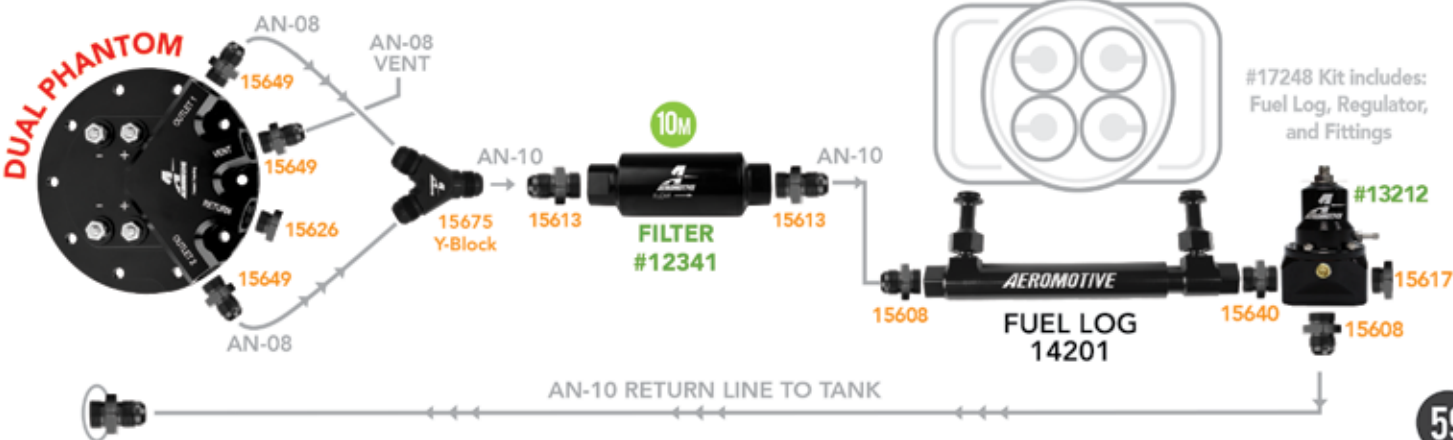 DUAL PHANTOM
AN-08
15649
OUTLET 1
AN-08
VENT
VENT
15649
RETURN
15626
OUTLET 2
15649
AN-08
- +
- +
15675
Y-Block
AN-10
15613
10M
AEROMOTIVE
FLOW
15613
FILTER
#12341
AN-10
#17248 Kit includes:
Fuel Log, Regulator,
and Fittings
#13212
AEROMOTIVE
15608
AEROMOTIVE
FUEL LOG
14201
15640
15617
15608
AN-10 RETURN LINE TO TANK